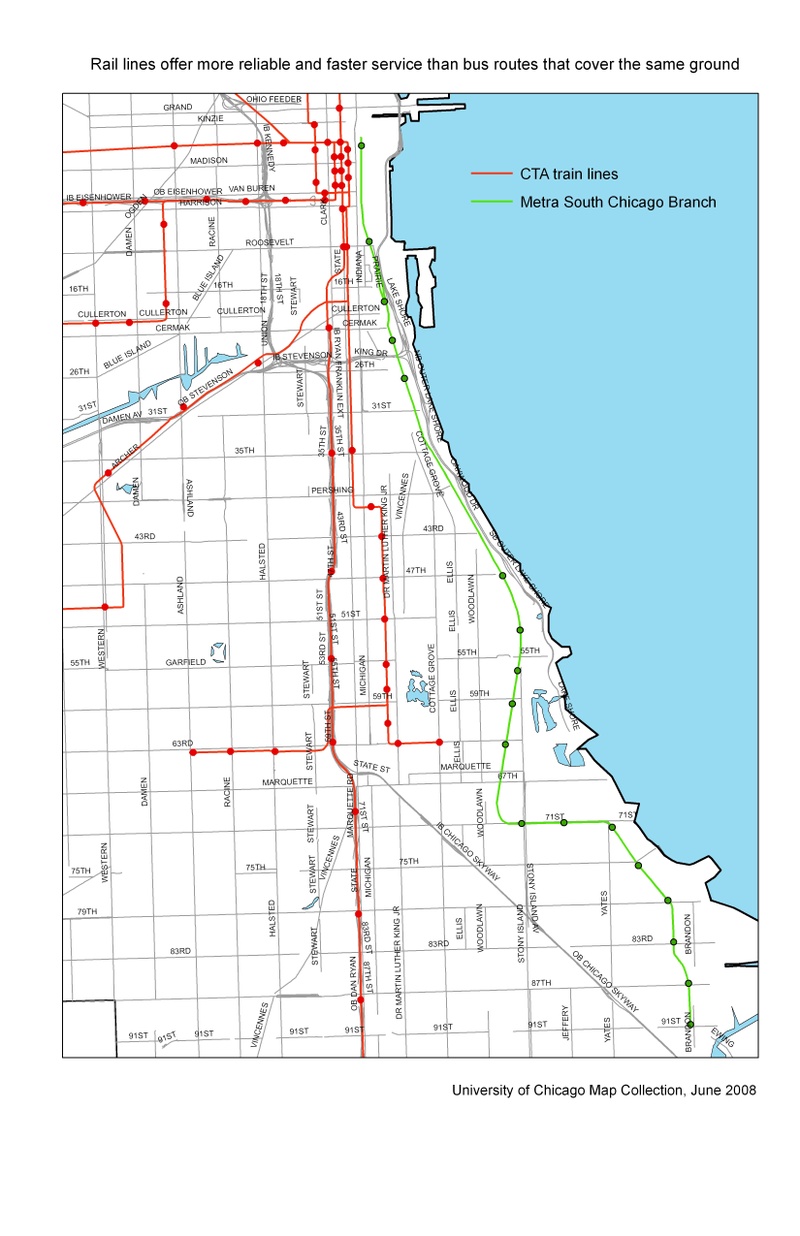 Rail lines offer more reliable and faster service than bus routes that cover the same ground
OHIO FEEDER
GRAND
KINZIE
IB KENNEDY
MADISON
CTA train lines
IB EISENHOWER
OB EISENHOWER
VAN BUREN
HARRISON
OGDEN
CLARK
Metra South Chicago Branch
DAMEN
RACINE
ROOSEVELT
STATE
INDIANA
PRAIRIE
BLUE ISLAND
16TH
16TH
18TH ST
18TH ST
STEWART
16TH
LAKE SHORE
CULLERTON
CULLERTON
CULLERTON
CULLERTON
CERMAK
CERMAK
UNION
BLUE ISLAND
IB STEVENSON
IB RYAN FRANKLIN EXT
KING DR
26TH
26TH
OB STEVENSON
STEWART
31ST
31ST
31ST
DAMEN AV
COTTAGE GROVE
35TH
35TH ST
35TH ST
ARCHER
DAMEN
ASHLAND
PERSHING
DR MARTIN LUTHER KING JR
VINCENNES
43RD
43RD ST
43RD
HALSTED
47TH
ELLIS
WOODLAWN
ASHLAND
51ST ST
51ST ST
51ST
ELLIS
WESTERN
55TH
GARFIELD
53RD ST
STEWART
MICHIGAN
55TH
55TH
COTTAGE GROVE
59TH
ELLIS
59TH
LAKE SHORE
63RD
STEWART
ELLIS
STATE ST
MARQUETTE
67TH
DAMEN
RACINE
MARQUETTE
MARQUETTE RD
71ST ST
STEWART
WOODLAWN
71ST
71ST
IB CHICAGO SKYWAY
WESTERN
75TH
75TH
VINCENNES
STEWART
STATE
MICHIGAN
75TH
STONY ISLAND AV
79TH
HALSTED
YATES
DR MARTIN LUTHER KING JR
ELLIS
WOODLAWN
STONY ISLAND
BRANDON
83RD
STEWART
83RD ST
83RD
83RD
87TH ST
OB DAN RYAN
87TH
OB CHICAGO SKYWAY
VINCENNES
JEFFERY
YATES
BRANDON
91ST
91ST
91ST
91ST
91ST
91ST
91ST
91ST
EWING
University of Chicago Map Collection, June 2008